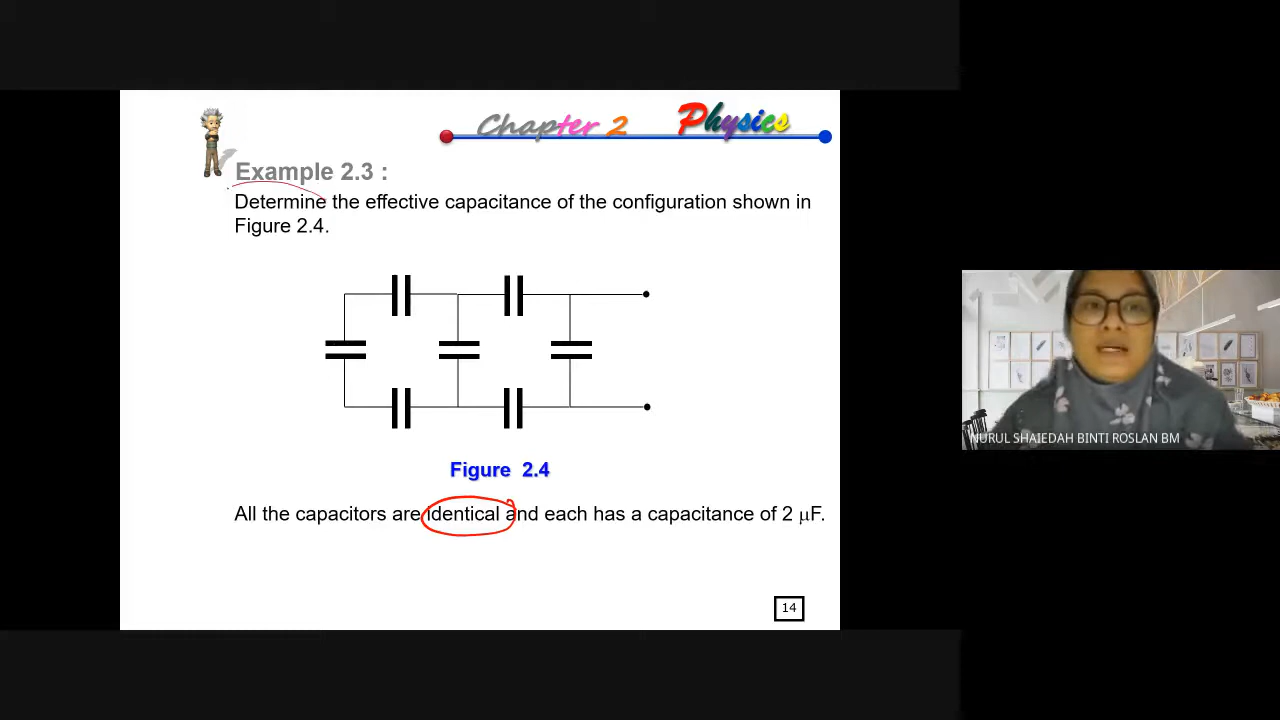 Chapter 2 Physics
Example 2.3 :
Determine the effective capacitance of the configuration shown in
Figure 2.4.
Figure 2.4
All the capacitors are identical and each has a capacitance of 2 μF.
14
NURUL SHAIEDAH BINTI ROSLAN BM